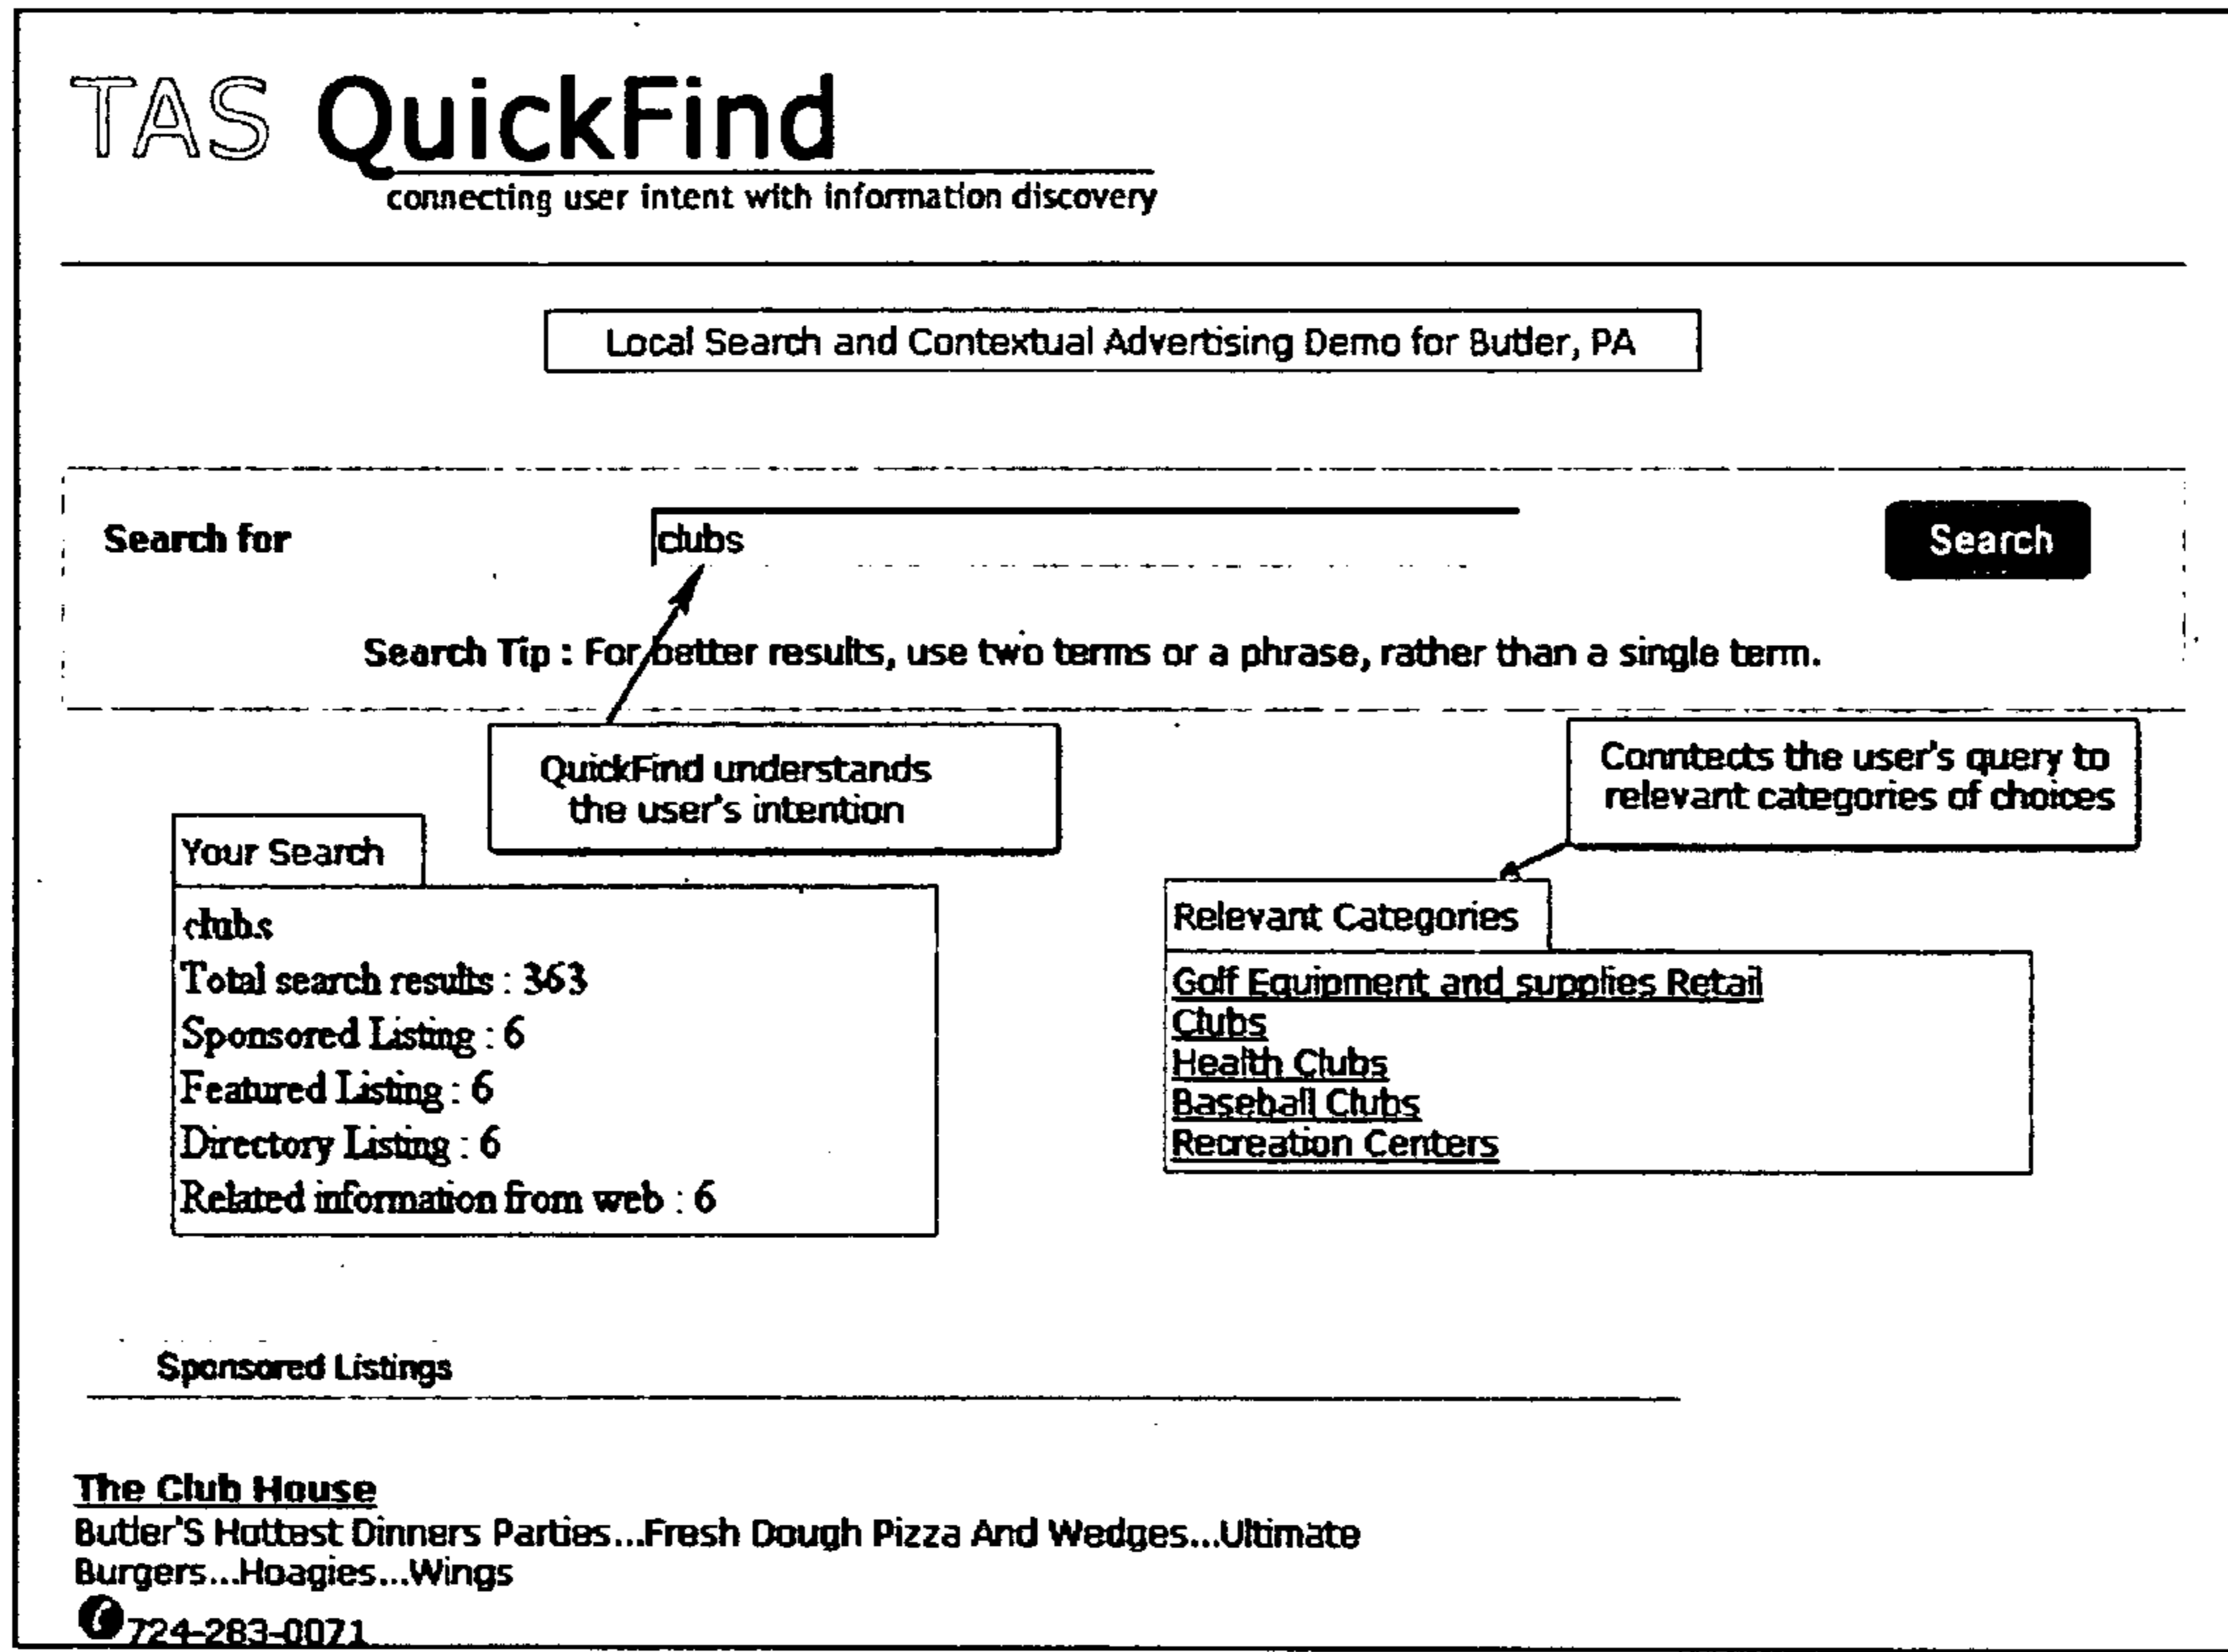 TAS QuickFind
connecting user intent with information discovery
Local Search and Contextual Advertising Demo for Butler, PA
Search for
clubs
Search
Search Tip : For better results, use two terms or a phrase, rather than a single term.
QuickFind understands
the user's intention
Conntects the user's query to
relevant categories of choices
Your Search
clubs
Total search results : 363
Sponsored Listing : 6
Featured Listing : 6
Directory Listing : 6
Related information from web : 6
Relevant Categories
Golf Equipment and supplies Retail
Clubs
Health Clubs
Baseball Clubs
Recreation Centers
Sponsored Listings
The Club House
Butler'S Hottest Dinners Parties...Fresh Dough Pizza And Wedges...Ultimate
Burgers...Hoagies...Wings
724-283-0071